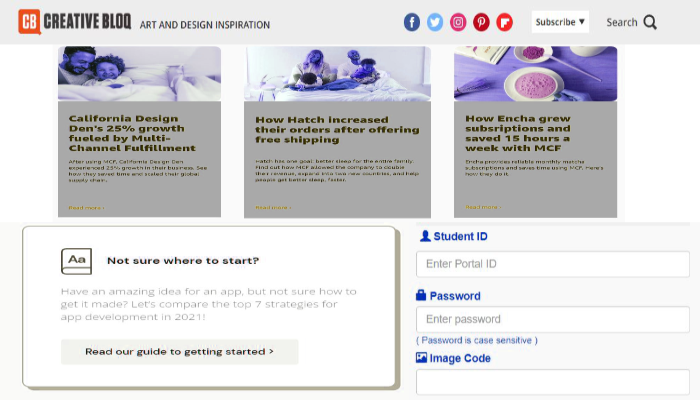 CB CREATIVE BLOQ ART AND DESIGN INSPIRATION
Subscribe ▼ Search
California Design
Den's 25% growth
fueled by Multi-
Channel Fulfillment
After using MCF, California Design Den
experienced 25% growth in their business. See
how they saved time and scaled their global
supply chain.
Read more ›
How Hatch increased
their orders after offering
free shipping
Hatch has one goal: better sleep for the entire family.
Find out how MCF allowed the company to double
their revenue, expand into two new countries, and help
people get better sleep, faster.
Read more ›
How Encha grew
subsriptions and
saved 15 hours a
week with MCF
Encha provides reliable monthly matcha
subscriptions and saves time using MCF. Here's
how they do it.
Read more ›
Aa Not sure where to start?
Have an amazing idea for an app, but not sure how to
get it made? Let's compare the top 7 strategies for
app development in 2021!
Read our guide to getting started >
Student ID
Enter Portal ID
Password
Enter password
( Password is case sensitive )
Image Code